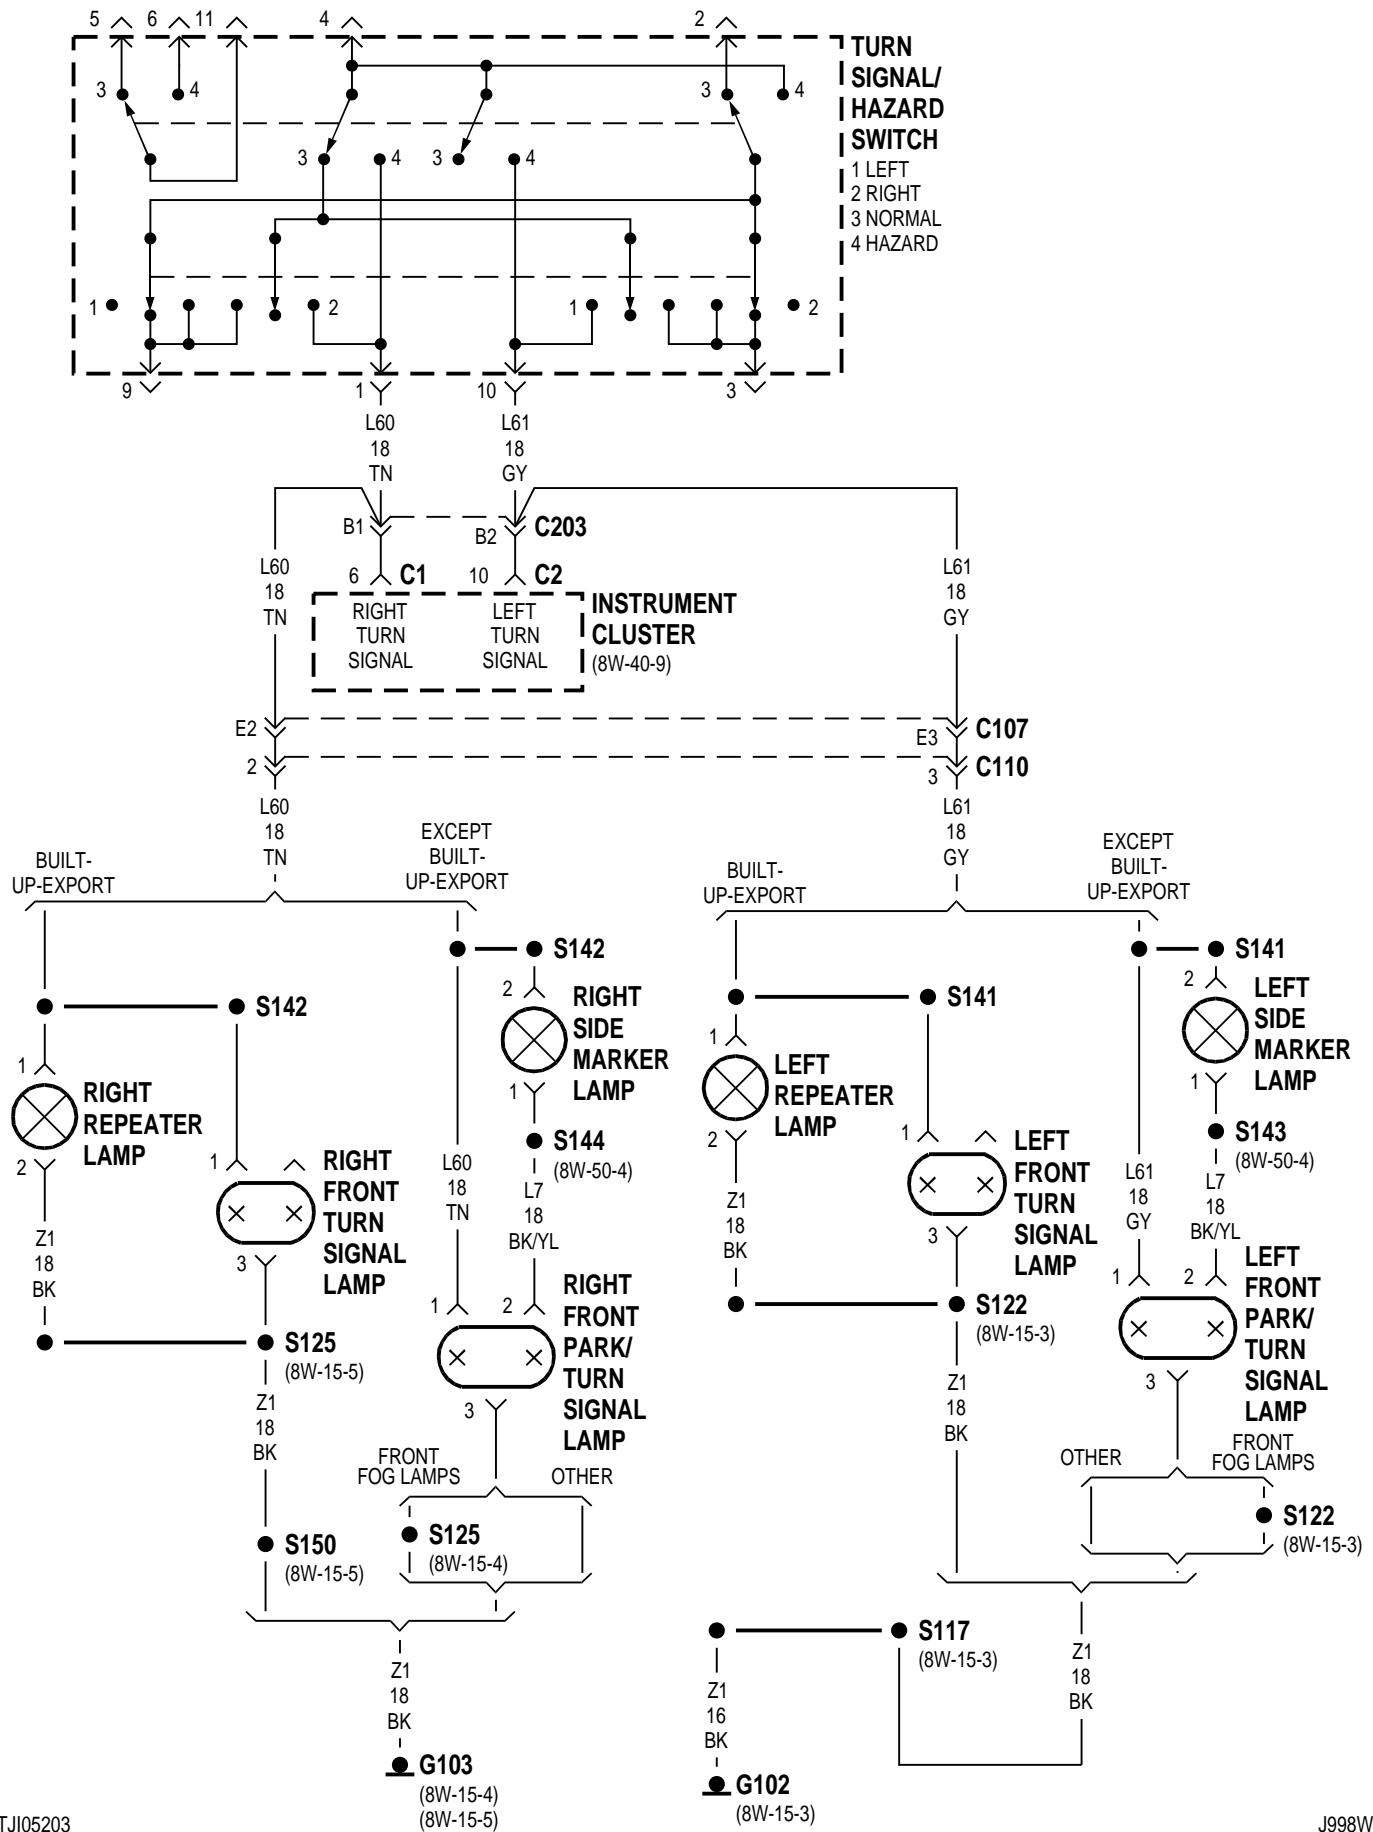 5 6 11 4 2
TURN
SIGNAL/
HAZARD
SWITCH
1 LEFT
2 RIGHT
3 NORMAL
4 HAZARD
3 4 3 4
3 4 3 4
1 2 1 2
9 1 10 3
L60 L61
18 18
TN GY
B1 B2 C203
6 C1 10 C2
L60
18
TN
L61
18
GY
RIGHT
TURN
SIGNAL
LEFT
TURN
SIGNAL
INSTRUMENT
CLUSTER
(8W-40-9)
E2 E3 C107
2 3 C110
L60
18
TN
L61
18
GY
BUILT-
UP-EXPORT
EXCEPT
BUILT-
UP-EXPORT
BUILT-
UP-EXPORT
EXCEPT
BUILT-
UP-EXPORT
S142
S142
2
RIGHT
SIDE
MARKER
LAMP
1
S144
(8W-50-4)
1
RIGHT
REPEATER
LAMP
2
1
RIGHT
FRONT
TURN
SIGNAL
LAMP
3
Z1
18
BK
L60
18
TN
L7
18
BK/YL
1 2
RIGHT
FRONT
PARK/
TURN
SIGNAL
LAMP
3
S125
(8W-15-5)
Z1
18
BK
FRONT
FOG LAMPS
OTHER
S125
(8W-15-4)
S150
(8W-15-5)
Z1
18
BK
G103
(8W-15-4)
(8W-15-5)
S141
S141
2
LEFT
SIDE
MARKER
LAMP
1
S143
(8W-50-4)
1
LEFT
REPEATER
LAMP
2
1
LEFT
FRONT
TURN
SIGNAL
LAMP
3
Z1
18
BK
L61
18
GY
L7
18
BK/YL
1 2
LEFT
FRONT
PARK/
TURN
SIGNAL
LAMP
3
S122
(8W-15-3)
Z1
18
BK
OTHER
FRONT
FOG LAMPS
S122
(8W-15-3)
S117
(8W-15-3)
Z1
18
BK
Z1
16
BK
G102
(8W-15-3)
TJI05203
J998W